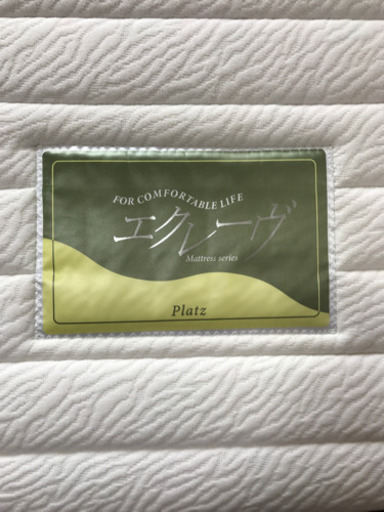 FOR COMFORTABLE LIFE
エクレーヴ
Mattress series
Platz